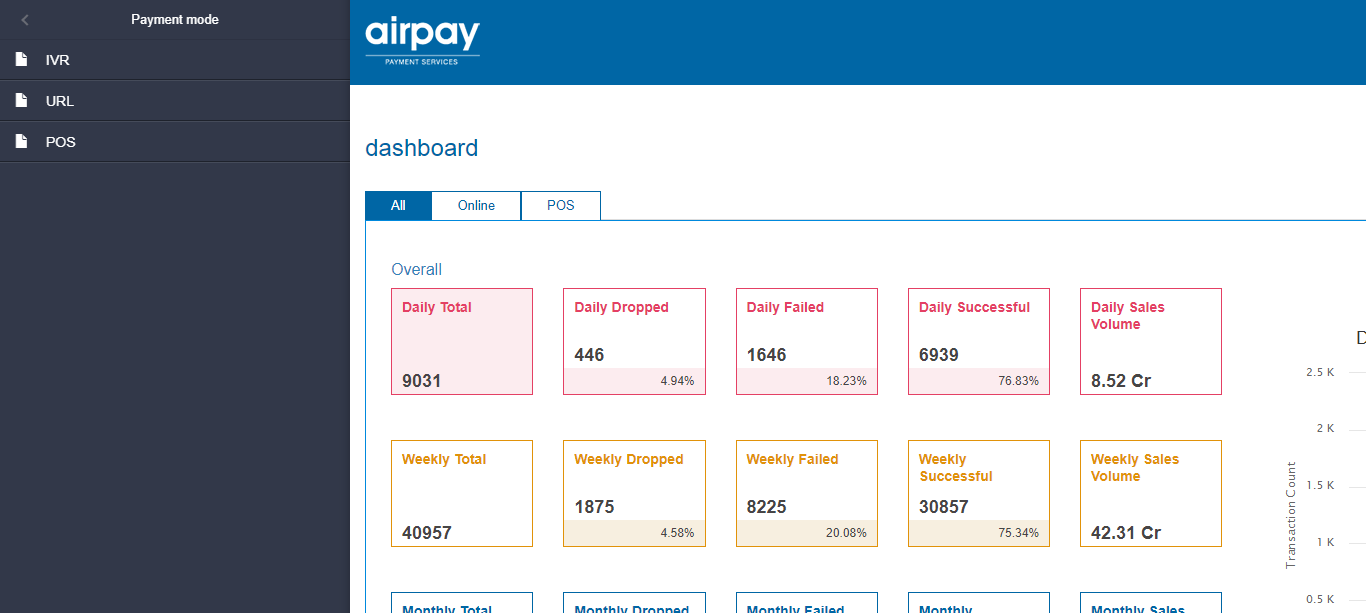 Payment mode
IVR
URL
POS
airpay
PAYMENT SERVICES
dashboard
All
Online
POS
Overall
Daily Total
9031
Daily Dropped
446
4.94%
Daily Failed
1646
18.23%
Daily Successful
6939
76.83%
Daily Sales
Volume
8.52 Cr
Weekly Total
40957
Weekly Dropped
1875
4.58%
Weekly Failed
8225
20.08%
Weekly
Successful
30857
75.34%
Weekly Sales
Volume
42.31 Cr
Monthly Total
Monthly Dropped
Monthly Failed
Monthly
Monthly Sales
D
2.5 K
2 K
1.5 K
1 K
0.5 K
Transaction Count